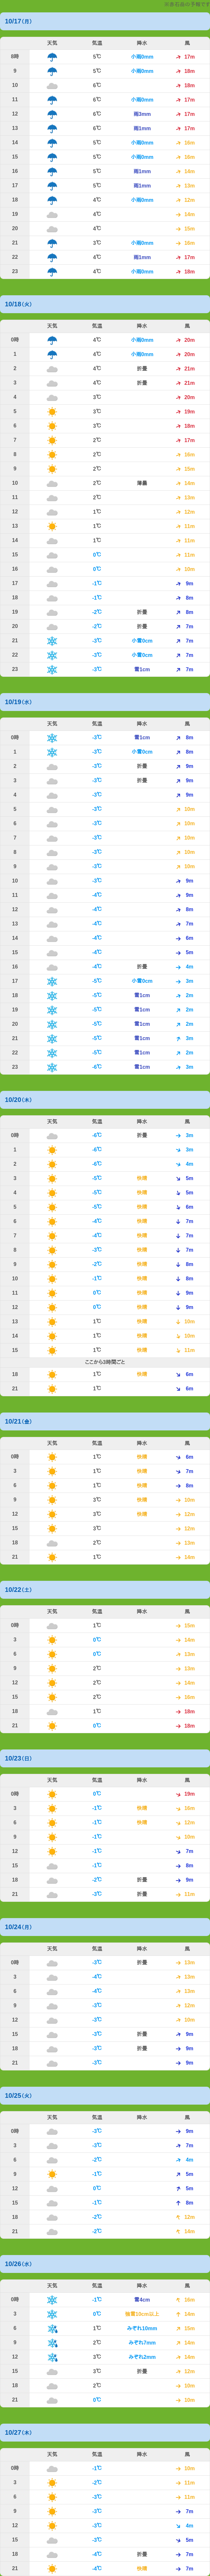 ※来石岳の予報です
10/17(月)
天気 気温 降水 風
8時 5℃ 小雨0mm 17m
9 5℃ 小雨0mm 18m
10 6℃ 18m
11 6℃ 小雨0mm 17m
12 6℃ 雨3mm 17m
13 6℃ 雨1mm 17m
14 5℃ 小雨0mm 16m
15 5℃ 小雨0mm 16m
16 5℃ 雨1mm 14m
17 5℃ 雨1mm 13m
18 4℃ 小雨0mm 12m
19 4℃ 14m
20 4℃ 15m
21 3℃ 小雨0mm 16m
22 4℃ 雨1mm 17m
23 4℃ 小雨0mm 18m
10/18(火)
天気 気温 降水 風
0時 4℃ 小雨0mm 20m
1 4℃ 小雨0mm 20m
2 4℃ 折曇 21m
3 4℃ 折曇 21m
4 3℃ 20m
5 3℃ 19m
6 3℃ 18m
7 2℃ 17m
8 2℃ 16m
9 2℃ 15m
10 2℃ 薄曇 14m
11 2℃ 13m
12 1℃ 12m
13 1℃ 11m
14 1℃ 11m
15 0℃ 11m
16 0℃ 10m
17 -1℃ 9m
18 -1℃ 8m
19 -2℃ 折曇 8m
20 -2℃ 折曇 7m
21 -3℃ 小雪0cm 7m
22 -3℃ 小雪0cm 7m
23 -3℃ 雪1cm 7m
10/19(水)
天気 気温 降水 風
0時 -3℃ 雪1cm 8m
1 -3℃ 小雪0cm 8m
2 -3℃ 折曇 9m
3 -3℃ 折曇 9m
4 -3℃ 9m
5 -3℃ 10m
6 -3℃ 10m
7 -3℃ 10m
8 -3℃ 10m
9 -3℃ 10m
10 -3℃ 9m
11 -4℃ 9m
12 -4℃ 8m
13 -4℃ 7m
14 -4℃ 6m
15 -4℃ 5m
16 -4℃ 折曇 4m
17 -5℃ 小雪0cm 3m
18 -5℃ 雪1cm 2m
19 -5℃ 雪1cm 2m
20 -5℃ 雪1cm 2m
21 -5℃ 雪1cm 3m
22 -5℃ 雪1cm 2m
23 -6℃ 雪1cm 3m
10/20(木)
天気 気温 降水 風
0時 -6℃ 折曇 3m
1 -6℃ 3m
2 -6℃ 4m
3 -5℃ 快晴 5m
4 -5℃ 快晴 5m
5 -5℃ 快晴 6m
6 -4℃ 快晴 7m
7 -4℃ 快晴 7m
8 -3℃ 快晴 7m
9 -2℃ 快晴 8m
10 -1℃ 快晴 8m
11 0℃ 快晴 9m
12 0℃ 快晴 9m
13 1℃ 快晴 10m
14 1℃ 快晴 10m
15 1℃ 快晴 11m
ここから3時間ごと
18 1℃ 快晴 6m
21 1℃ 6m
10/21(金)
天気 気温 降水 風
0時 1℃ 快晴 6m
3 1℃ 快晴 7m
6 1℃ 快晴 8m
9 3℃ 快晴 10m
12 3℃ 快晴 12m
15 3℃ 12m
18 2℃ 13m
21 1℃ 14m
10/22(土)
天気 気温 降水 風
0時 1℃ 15m
3 0℃ 14m
6 0℃ 13m
9 2℃ 13m
12 2℃ 14m
15 2℃ 16m
18 1℃ 18m
21 0℃ 18m
10/23(日)
天気 気温 降水 風
0時 0℃ 19m
3 -1℃ 快晴 16m
6 -1℃ 快晴 12m
9 -1℃ 10m
12 -1℃ 7m
15 -1℃ 8m
18 -2℃ 折曇 9m
21 -3℃ 折曇 11m
10/24(月)
天気 気温 降水 風
0時 -3℃ 折曇 13m
3 -4℃ 13m
6 -4℃ 13m
9 -3℃ 12m
12 -3℃ 10m
15 -3℃ 折曇 9m
18 -3℃ 折曇 9m
21 -3℃ 9m
10/25(火)
天気 気温 降水 風
0時 -3℃ 9m
3 -3℃ 7m
6 -2℃ 4m
9 -1℃ 5m
12 0℃ 5m
15 -1℃ 8m
18 -2℃ 12m
21 -2℃ 14m
10/26(水)
天気 気温 降水 風
0時 -1℃ 雪4cm 16m
3 0℃ 強雪10cm以上 14m
6 1℃ みぞれ10mm 15m
9 2℃ みぞれ7mm 14m
12 3℃ みぞれ2mm 14m
15 3℃ 折曇 12m
18 2℃ 10m
21 0℃ 10m
10/27(木)
天気 気温 降水 風
0時 -1℃ 10m
3 -2℃ 11m
6 -3℃ 11m
9 -3℃ 7m
12 -3℃ 4m
15 -3℃ 5m
18 -4℃ 折曇 7m
21 -4℃ 快晴 7m